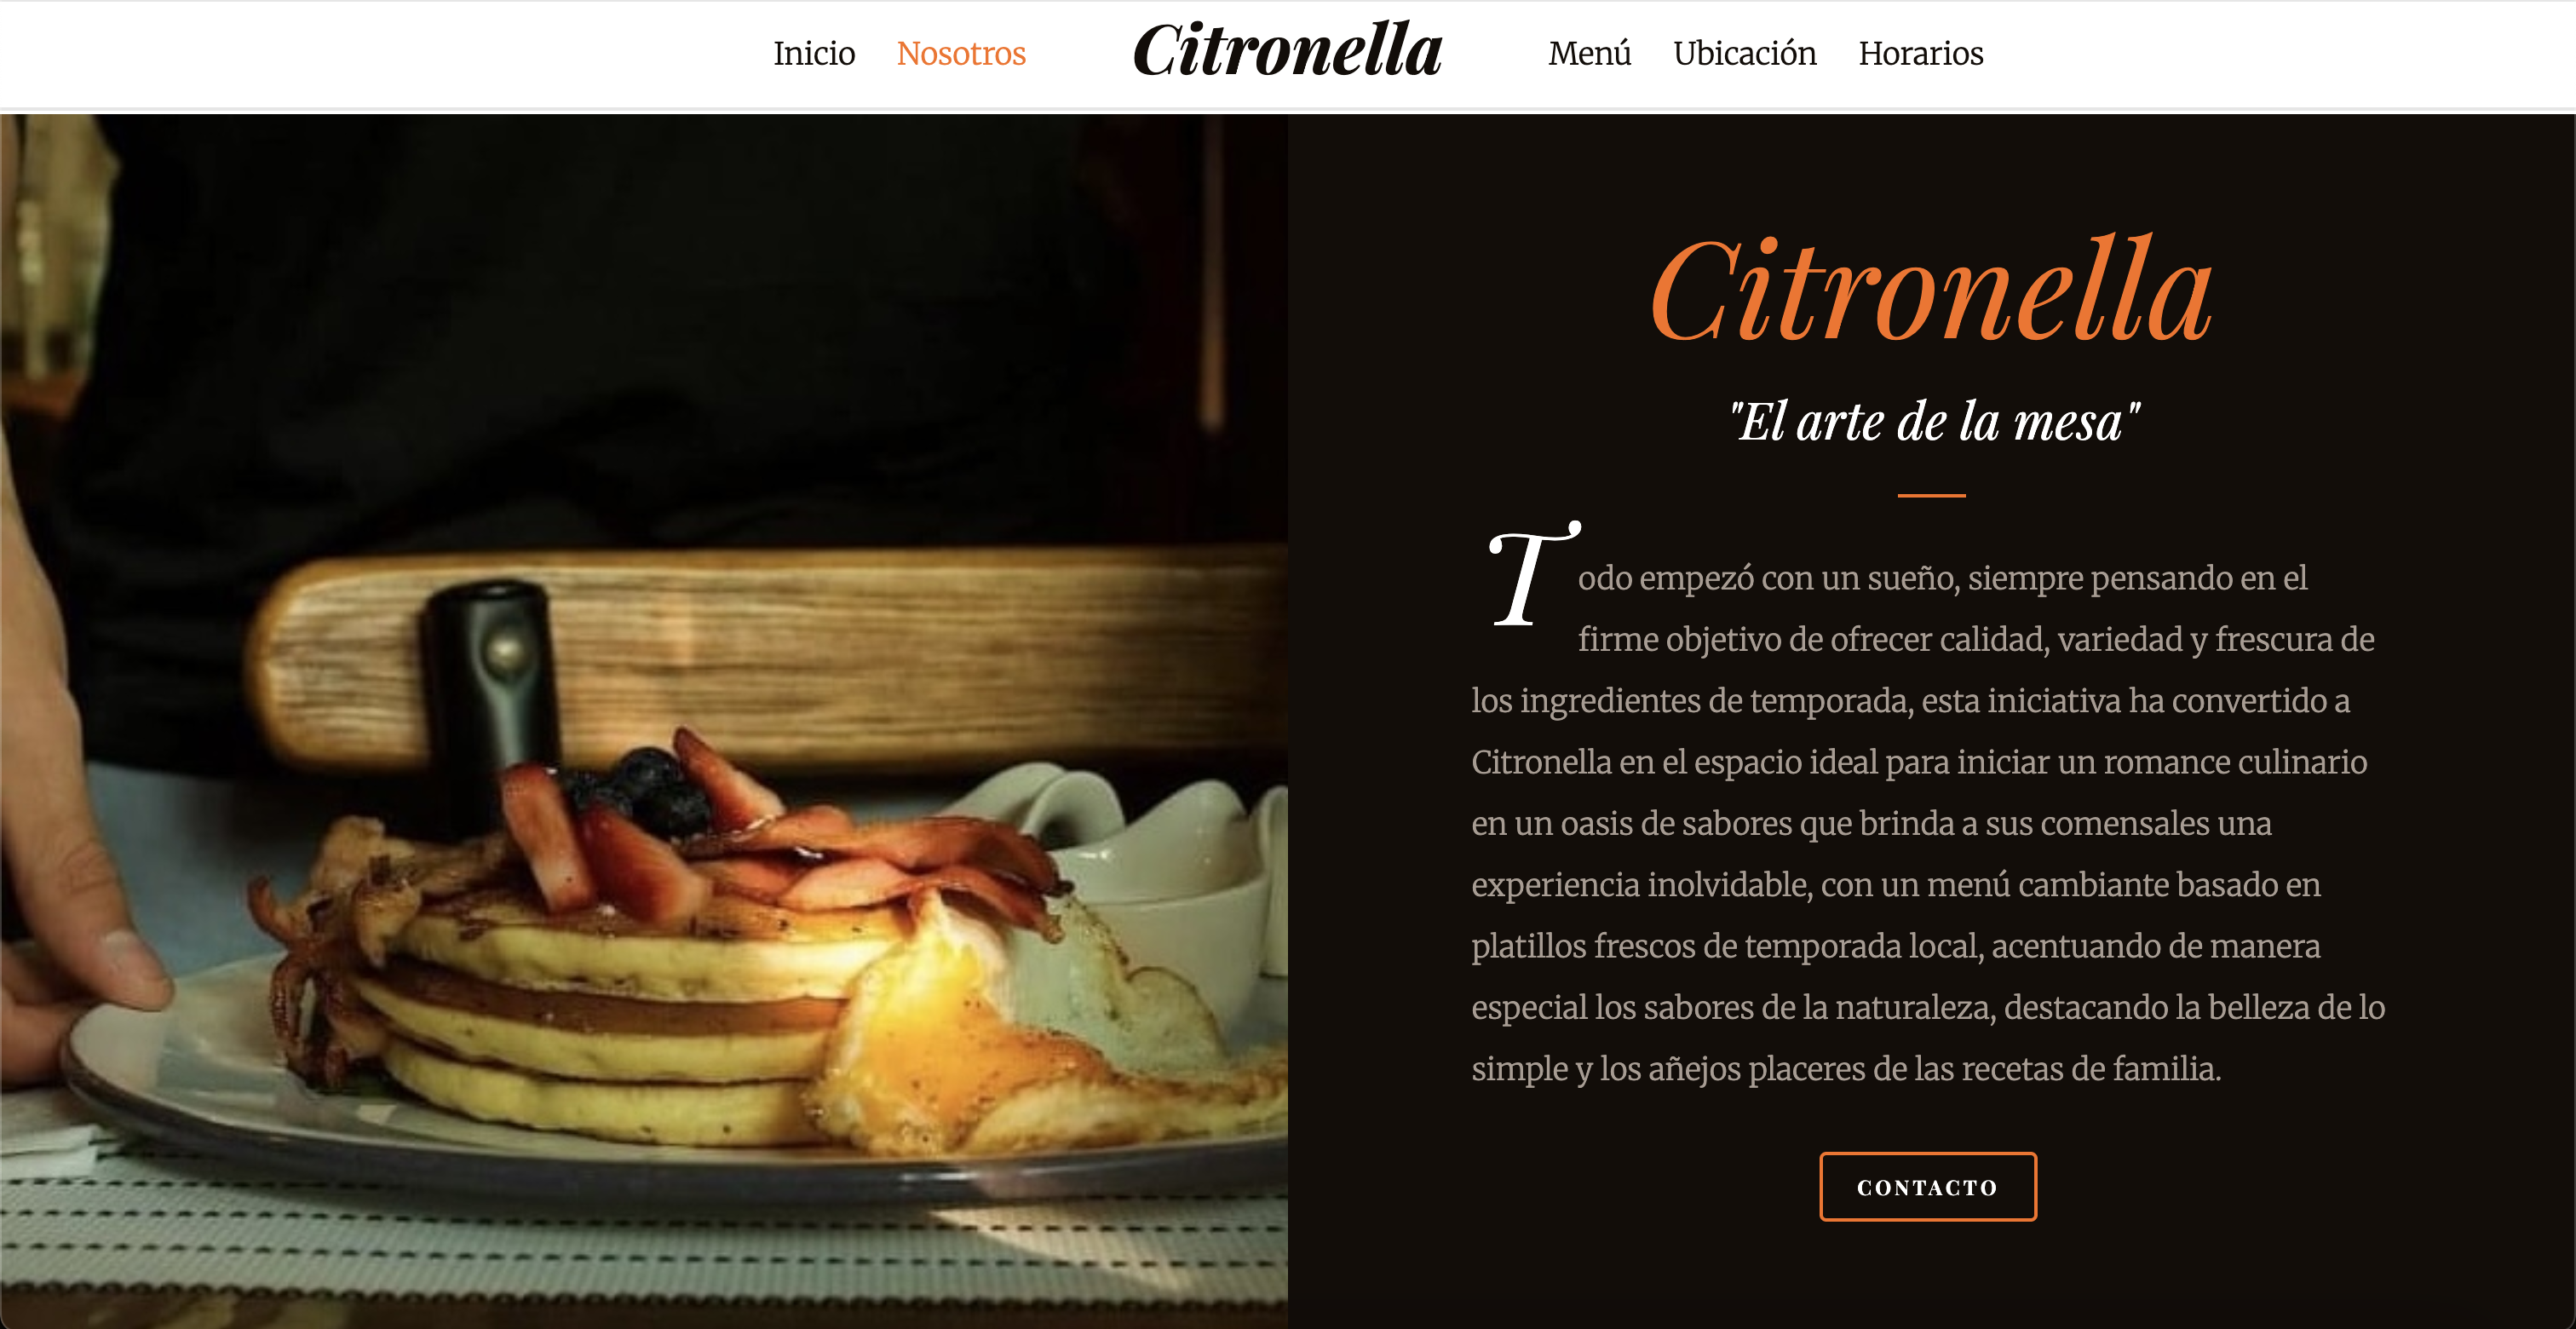 Inicio Nosotros Citronella Menú Ubicación Horarios
Citronella
"El arte de la mesa"
Todo empezó con un sueño, siempre pensando en el
firme objetivo de ofrecer calidad, variedad y frescura de
los ingredientes de temporada, esta iniciativa ha convertido a
Citronella en el espacio ideal para iniciar un romance culinario
en un oasis de sabores que brinda a sus comensales una
experiencia inolvidable, con un menú cambiante basado en
platillos frescos de temporada local, acentuando de manera
especial los sabores de la naturaleza, destacando la belleza de lo
simple y los añejos placeres de las recetas de familia.
CONTACTO